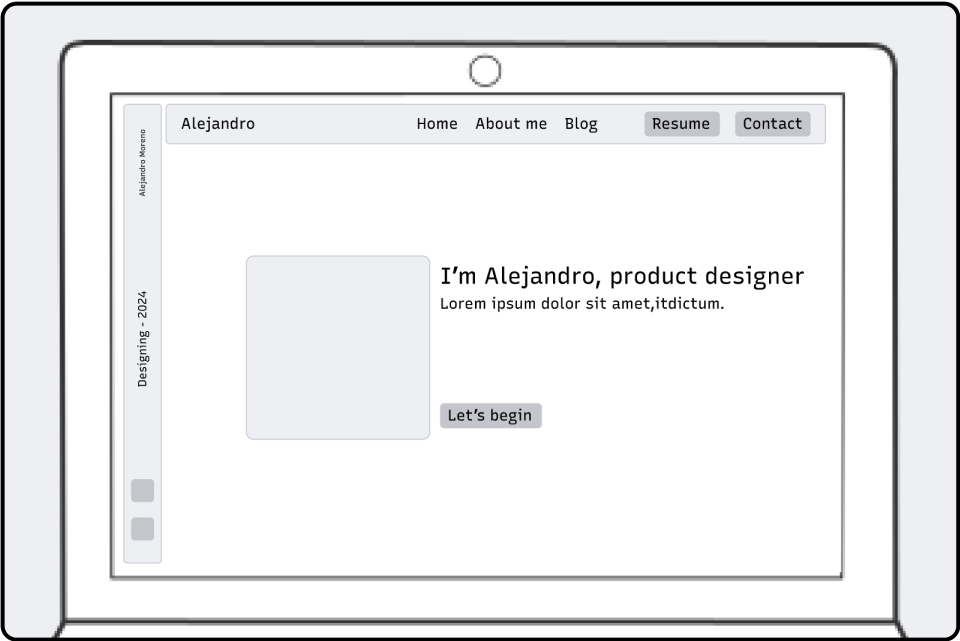 Alejandro
Home
About me
Blog
Resume
Contact
Alejandro Moreno
Designing - 2024
I'm Alejandro, product designer
Lorem ipsum dolor sit amet,itdictum.
Let's begin